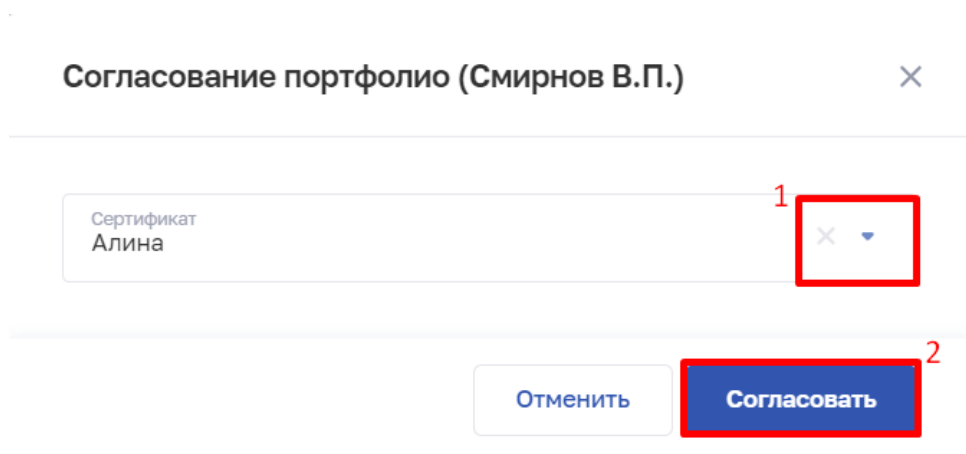 Согласование портфолио (Смирнов В.П.)
1
Сертификат
Алина
2
Отменить
Согласовать